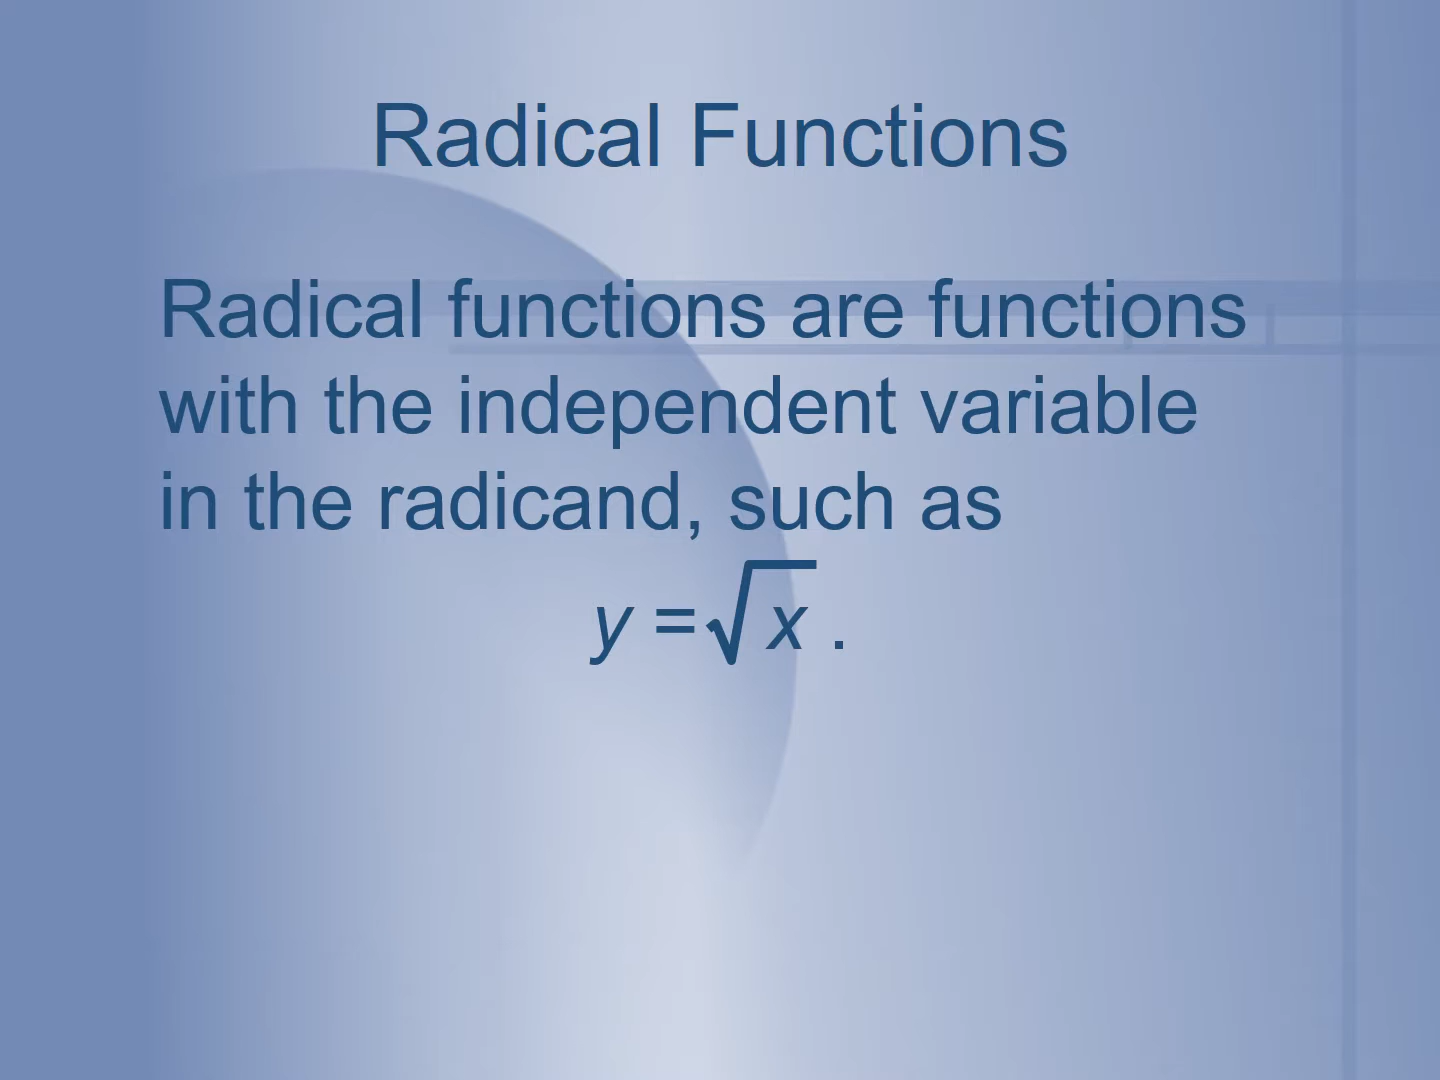 Radical Functions
Radical functions are functions
with the independent variable
in the radicand, such as
y = √x .